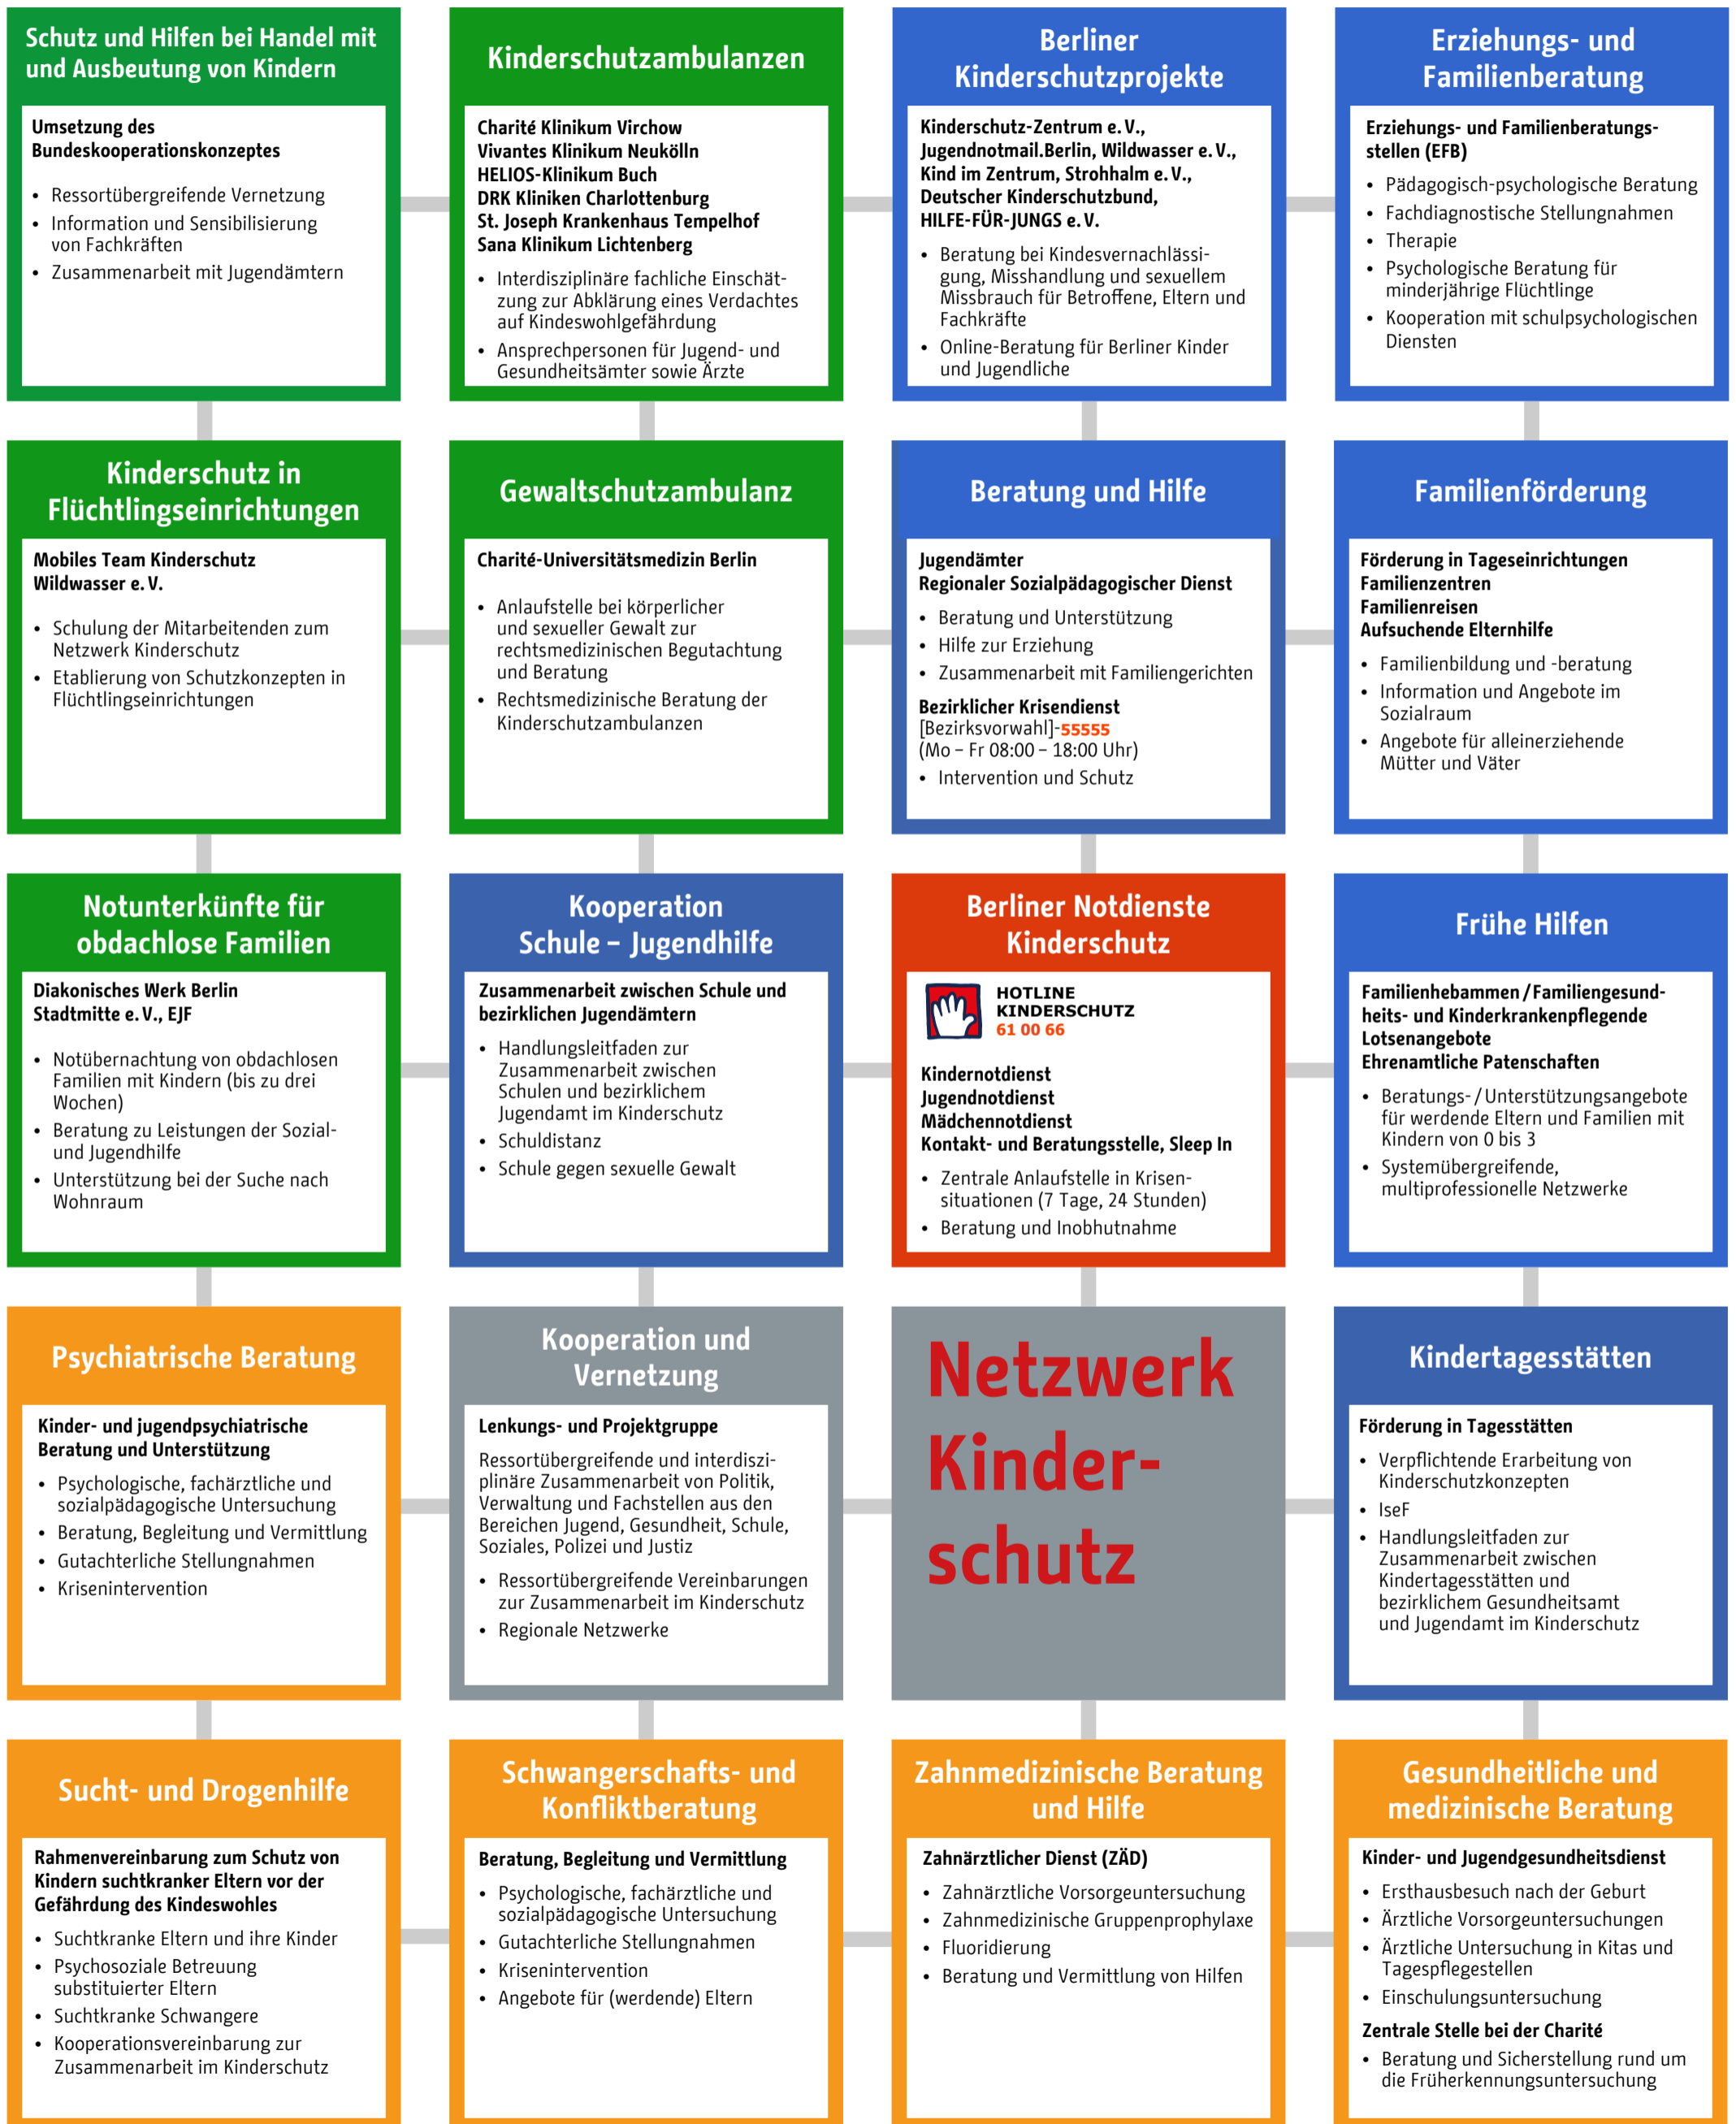 Schutz und Hilfen bei Handel mit
und Ausbeutung von Kindern
Umsetzung des
Bundeskooperationskonzeptes
• Ressortübergreifende Vernetzung
• Information und Sensibilisierung
von Fachkräften
• Zusammenarbeit mit Jugendämtern
Kinderschutzambulanzen
Charité Klinikum Virchow
Vivantes Klinikum Neukölln
HELIOS-Klinikum Buch
DRK Kliniken Charlottenburg
St. Joseph Krankenhaus Tempelhof
Sana Klinikum Lichtenberg
• Interdisziplinäre fachliche Einschät-
zung zur Abklärung eines Verdachtes
auf Kindeswohlgefährdung
• Ansprechpersonen für Jugend- und
Gesundheitsämter sowie Ärzte
Berliner
Kinderschutzprojekte
Kinderschutz-Zentrum e. V.,
Jugendnotmail.Berlin, Wildwasser e. V.,
Kind im Zentrum, Strohhalm e. V.,
Deutscher Kinderschutzbund,
HILFE-FÜR-JUNGS e. V.
• Beratung bei Kindesvernachlässi-
gung, Misshandlung und sexuellem
Missbrauch für Betroffene, Eltern und
Fachkräfte
• Online-Beratung für Berliner Kinder
und Jugendliche
Erziehungs- und
Familienberatung
Erziehungs- und Familienberatungs-
stellen (EFB)
• Pädagogisch-psychologische Beratung
• Fachdiagnostische Stellungnahmen
• Therapie
• Psychologische Beratung für
minderjährige Flüchtlinge
• Kooperation mit schulpsychologischen
Diensten
Kinderschutz in
Flüchtlingseinrichtungen
Mobiles Team Kinderschutz
Wildwasser e. V.
• Schulung der Mitarbeitenden zum
Netzwerk Kinderschutz
• Etablierung von Schutzkonzepten in
Flüchtlingseinrichtungen
Gewaltschutzambulanz
Charité-Universitätsmedizin Berlin
• Anlaufstelle bei körperlicher
und sexueller Gewalt zur
rechtsmedizinischen Begutachtung
und Beratung
• Rechtsmedizinische Beratung der
Kinderschutzambulanzen
Beratung und Hilfe
Jugendämter
Regionaler Sozialpädagogischer Dienst
• Beratung und Unterstützung
• Hilfe zur Erziehung
• Zusammenarbeit mit Familiengerichten
Bezirklicher Krisendienst
[Bezirksvorwahl]-55555
(Mo – Fr 08:00 – 18:00 Uhr)
• Intervention und Schutz
Familienförderung
Förderung in Tageseinrichtungen
Familienzentren
Familienreisen
Aufsuchende Elternhilfe
• Familienbildung und -beratung
• Information und Angebote im
Sozialraum
• Angebote für alleinerziehende
Mütter und Väter
Notunterkünfte für
obdachlose Familien
Diakonisches Werk Berlin
Stadtmitte e. V., EJF
• Notübernachtung von obdachlosen
Familien mit Kindern (bis zu drei
Wochen)
• Beratung zu Leistungen der Sozial-
und Jugendhilfe
• Unterstützung bei der Suche nach
Wohnraum
Kooperation
Schule – Jugendhilfe
Zusammenarbeit zwischen Schule und
bezirklichen Jugendämtern
• Handlungsleitfaden zur
Zusammenarbeit zwischen
Schulen und bezirklichem
Jugendamt im Kinderschutz
• Schuldistanz
• Schule gegen sexuelle Gewalt
Berliner Notdienste
Kinderschutz
HOTLINE
KINDERSCHUTZ
61 00 66
Kindernotdienst
Jugendnotdienst
Mädchennotdienst
Kontakt- und Beratungsstelle, Sleep In
• Zentrale Anlaufstelle in Krisen-
situationen (7 Tage, 24 Stunden)
• Beratung und Inobhutnahme
Frühe Hilfen
Familienhebammen / Familiengesund-
heits- und Kinderkrankenpflegende
Lotsenangebote
Ehrenamtliche Patenschaften
• Beratungs- / Unterstützungsangebote
für werdende Eltern und Familien mit
Kindern von 0 bis 3
• Systemübergreifende,
multiprofessionelle Netzwerke
Psychiatrische Beratung
Kinder- und jugendpsychiatrische
Beratung und Unterstützung
• Psychologische, fachärztliche und
sozialpädagogische Untersuchung
• Beratung, Begleitung und Vermittlung
• Gutachterliche Stellungnahmen
• Krisenintervention
Kooperation und
Vernetzung
Lenkungs- und Projektgruppe
Ressortübergreifende und interdiszi-
plinäre Zusammenarbeit von Politik,
Verwaltung und Fachstellen aus den
Bereichen Jugend, Gesundheit, Schule,
Soziales, Polizei und Justiz
• Ressortübergreifende Vereinbarungen
zur Zusammenarbeit im Kinderschutz
• Regionale Netzwerke
Netzwerk
Kinder-
schutz
Kindertagesstätten
Förderung in Tagesstätten
• Verpflichtende Erarbeitung von
Kinderschutzkonzepten
• IseF
• Handlungsleitfaden zur
Zusammenarbeit zwischen
Kindertagesstätten und
bezirklichem Gesundheitsamt
und Jugendamt im Kinderschutz
Sucht- und Drogenhilfe
Rahmenvereinbarung zum Schutz von
Kindern suchtkranker Eltern vor der
Gefährdung des Kindeswohles
• Suchtkranke Eltern und ihre Kinder
• Psychosoziale Betreuung
substituierter Eltern
• Suchtkranke Schwangere
• Kooperationsvereinbarung zur
Zusammenarbeit im Kinderschutz
Schwangerschafts- und
Konfliktberatung
Beratung, Begleitung und Vermittlung
• Psychologische, fachärztliche und
sozialpädagogische Untersuchung
• Gutachterliche Stellungnahmen
• Krisenintervention
• Angebote für (werdende) Eltern
Zahnmedizinische Beratung
und Hilfe
Zahnärztlicher Dienst (ZÄD)
• Zahnärztliche Vorsorgeuntersuchung
• Zahnmedizinische Gruppenprophylaxe
• Fluoridierung
• Beratung und Vermittlung von Hilfen
Gesundheitliche und
medizinische Beratung
Kinder- und Jugendgesundheitsdienst
• Ersthausbesuch nach der Geburt
• Ärztliche Vorsorgeuntersuchungen
• Ärztliche Untersuchung in Kitas und
Tagespflegestellen
• Einschulungsuntersuchung
Zentrale Stelle bei der Charité
• Beratung und Sicherstellung rund um
die Früherkennungsuntersuchung